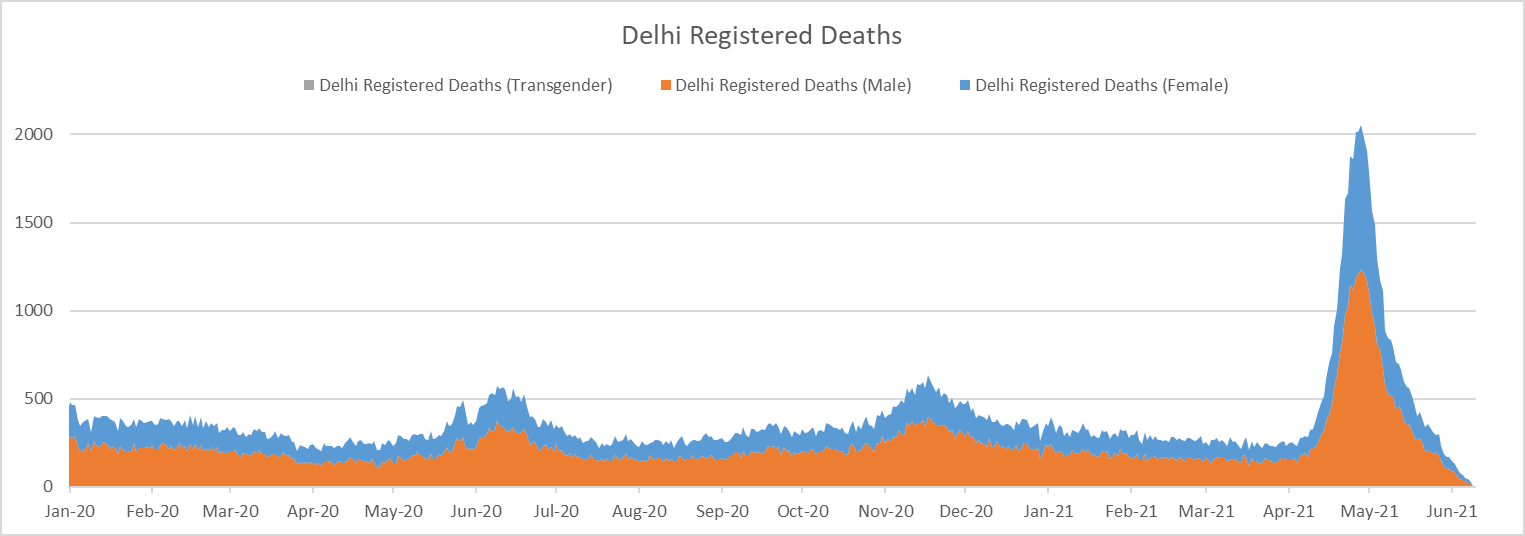 Delhi Registered Deaths
Delhi Registered Deaths (Transgender) Delhi Registered Deaths (Male) Delhi Registered Deaths (Female)
2000
1500
1000
500
0
Jan-20 Feb-20 Mar-20 Apr-20 May-20 Jun-20 Jul-20 Aug-20 Sep-20 Oct-20 Nov-20 Dec-20 Jan-21 Feb-21 Mar-21 Apr-21 May-21 Jun-21